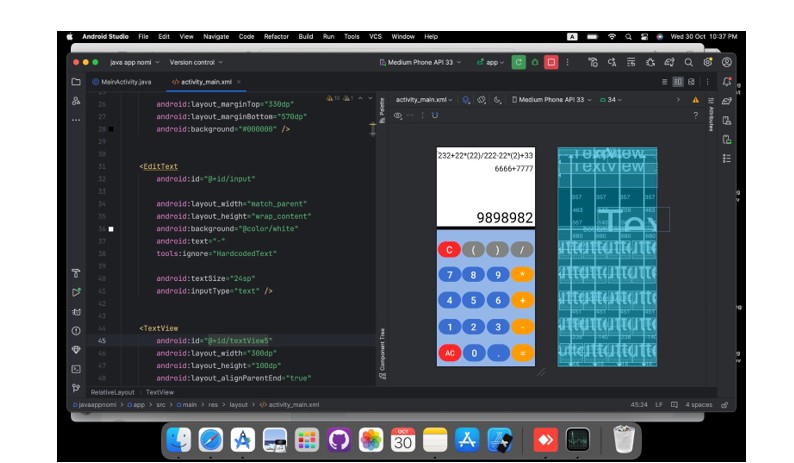 Android Studio File Edit View Navigate Code Refactor Build Run Tools VCS Window Help A Wed 30 Oct 10:37 PM
java app nomi Version control Medium Phone API 33 app
MainActivity.java activity_main.xml
activity_main.xml Medium Phone API 33 34
Palette
Attributes
26 android:layout_marginTop="330dp"
27 android:layout_marginBottom="570dp"
28 android:background="#000000" />
29
30
31 <EditText
32 android:id="@+id/input"
33
34 android:layout_width="match_parent"
35 android:layout_height="wrap_content"
36 android:background="@color/white"
37 android:text="-"
38 tools:ignore="HardcodedText"
39
40 android:textSize="24sp"
41 android:inputType="text" />
42
43
44 <TextView
45 android:id="@+id/textView5"
46 android:layout_width="300dp"
47 android:layout_height="100dp"
48 android:layout_alignParentEnd="true"
232+22*(22)/222-22*(2)+33
6666+7777
9898982
C ( ) /
7 8 9 *
4 5 6 +
1 2 3 -
AC 0 . =
TextView
TextView
Component Tree
RelativeLayout TextView
javaappnomi app src main res layout activity_main.xml 45:24 LF 4 spaces
OCT
30